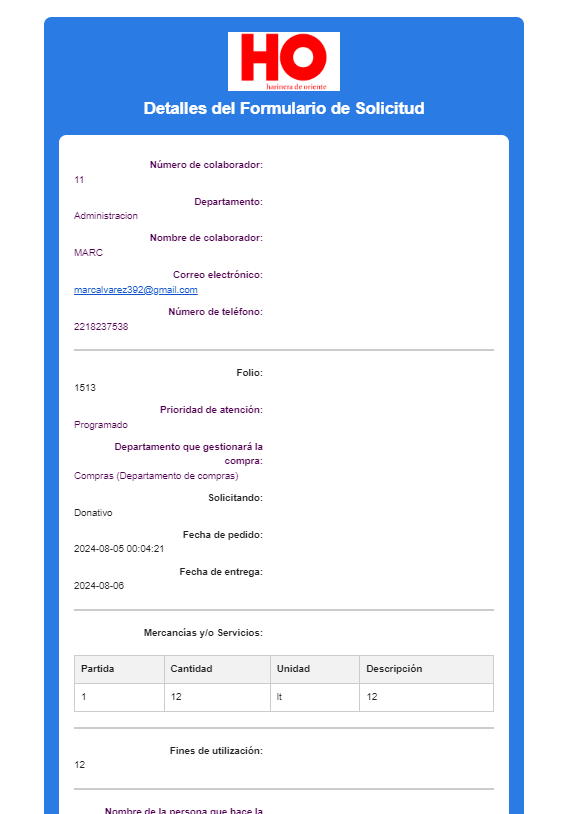 HO
harinera de oriente
Detalles del Formulario de Solicitud
Número de colaborador:
11
Departamento:
Administracion
Nombre de colaborador:
MARC
Correo electrónico:
marcalvarez392@gmail.com
Número de teléfono:
2218237538
Folio:
1513
Prioridad de atención:
Programado
Departamento que gestionará la
compra:
Compras (Departamento de compras)
Solicitando:
Donativo
Fecha de pedido:
2024-08-05 00:04:21
Fecha de entrega:
2024-08-06
Mercancías y/o Servicios:
Partida Cantidad Unidad Descripción
1 12 lt 12
Fines de utilización:
12
Nombre de la persona que hace la